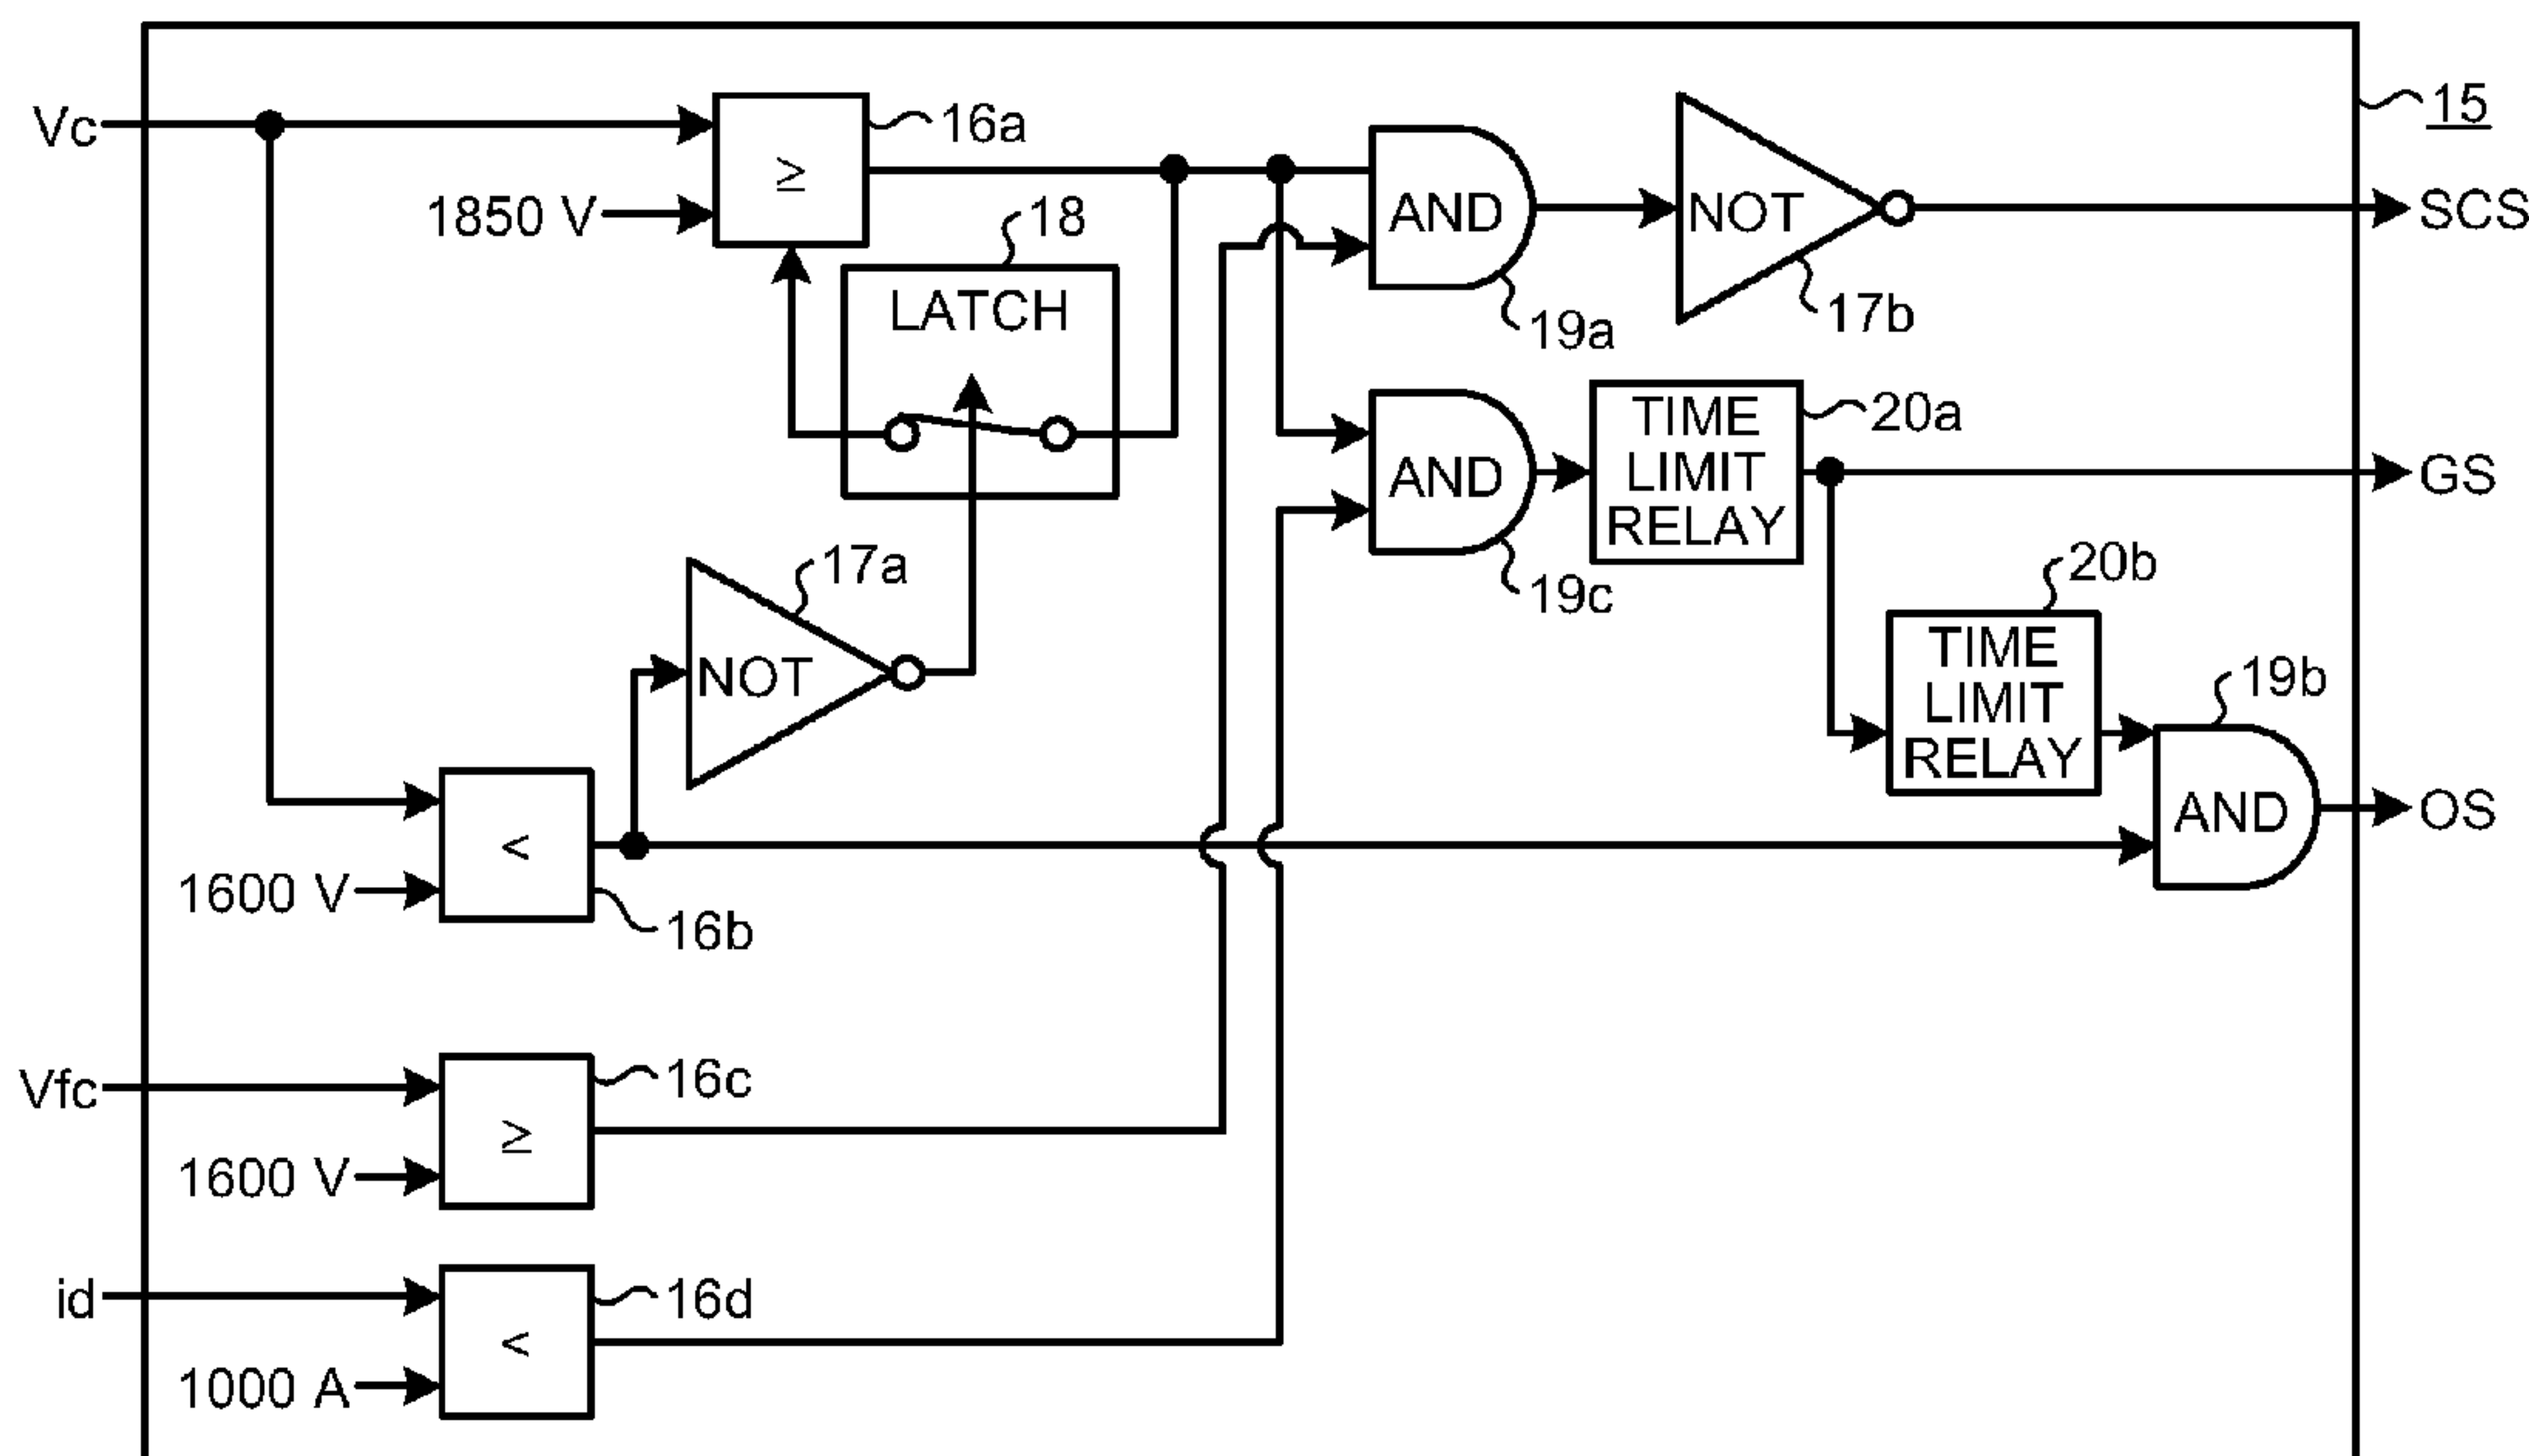 Vc
16a
15
≥
1850 V
AND
NOT
SCS
18
LATCH
19a
17b
TIME
LIMIT
RELAY
20a
AND
GS
17a
19c
20b
NOT
TIME
LIMIT
RELAY
19b
AND
OS
<
1600 V
16b
Vfc
16c
≥
1600 V
id
16d
<
1000 A